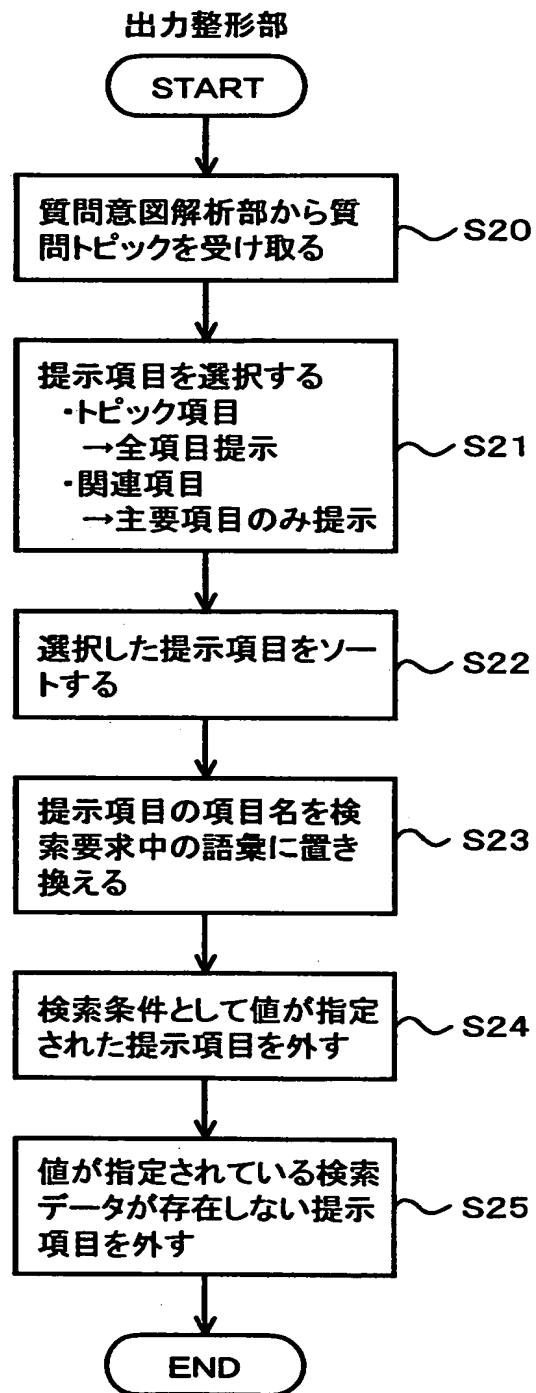 出力整形部
START
質問意図解析部から質
問トピックを受け取る
S20
提示項目を選択する
・トピック項目
→全項目提示
・関連項目
→主要項目のみ提示
S21
選択した提示項目をソー
トする
S22
提示項目の項目名を検
索要求中の語彙に置き
換える
S23
検索条件として値が指定
された提示項目を外す
S24
値が指定されている検索
データが存在しない提示
項目を外す
S25
END